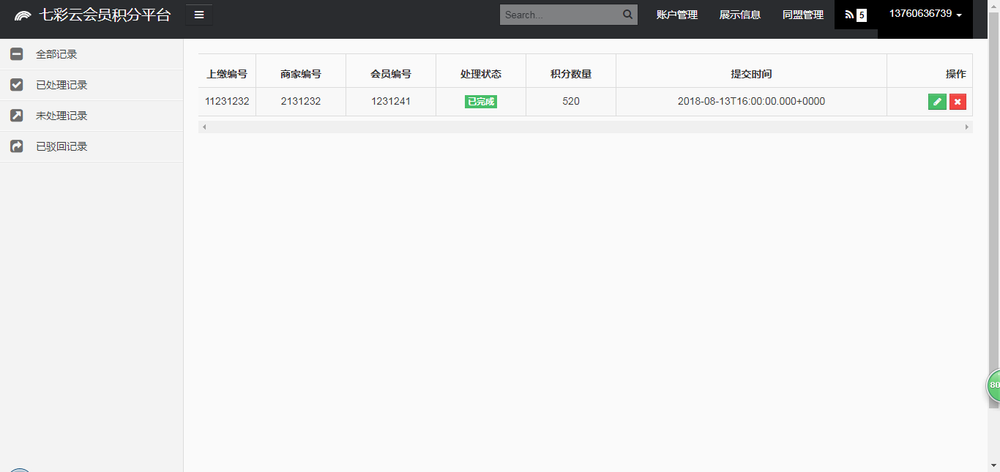 七彩云会员积分平台
Search...
账户管理
展示信息
同盟管理
5
13760636739
全部记录
已处理记录
未处理记录
已驳回记录
上缴编号 商家编号 会员编号 处理状态 积分数量 提交时间 操作
11231232 2131232 1231241 已完成 520 2018-08-13T16:00:00.000+0000
80